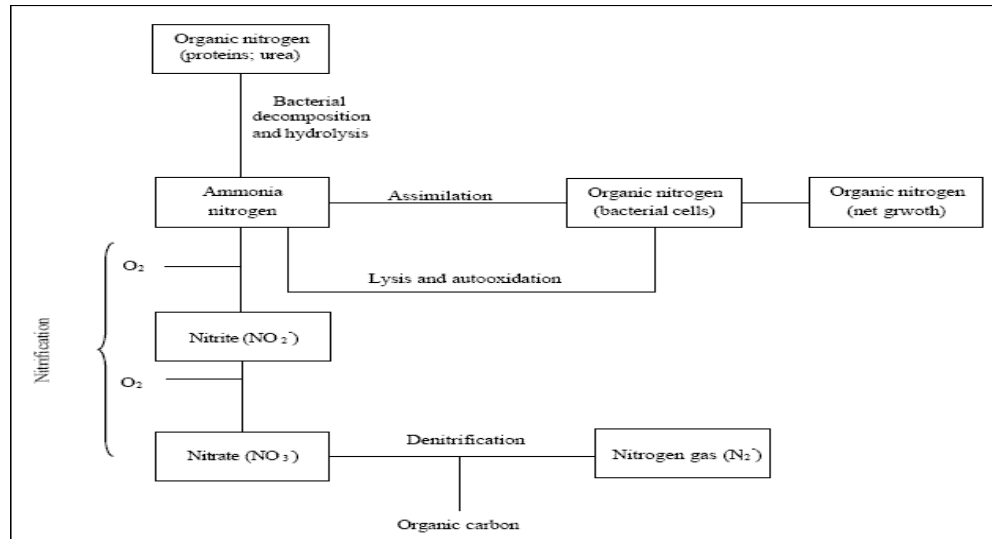 Organic nitrogen
(proteins; urea)
Bacterial
decomposition
and hydrolysis
Ammonia
nitrogen
Assimilation
Organic nitrogen
(bacterial cells)
Organic nitrogen
(net grwoth)
O₂
Lysis and autooxidation
Nitrification
Nitrite (NO₂⁻)
O₂
Nitrate (NO₃⁻)
Denitrification
Nitrogen gas (N₂⁻)
Organic carbon